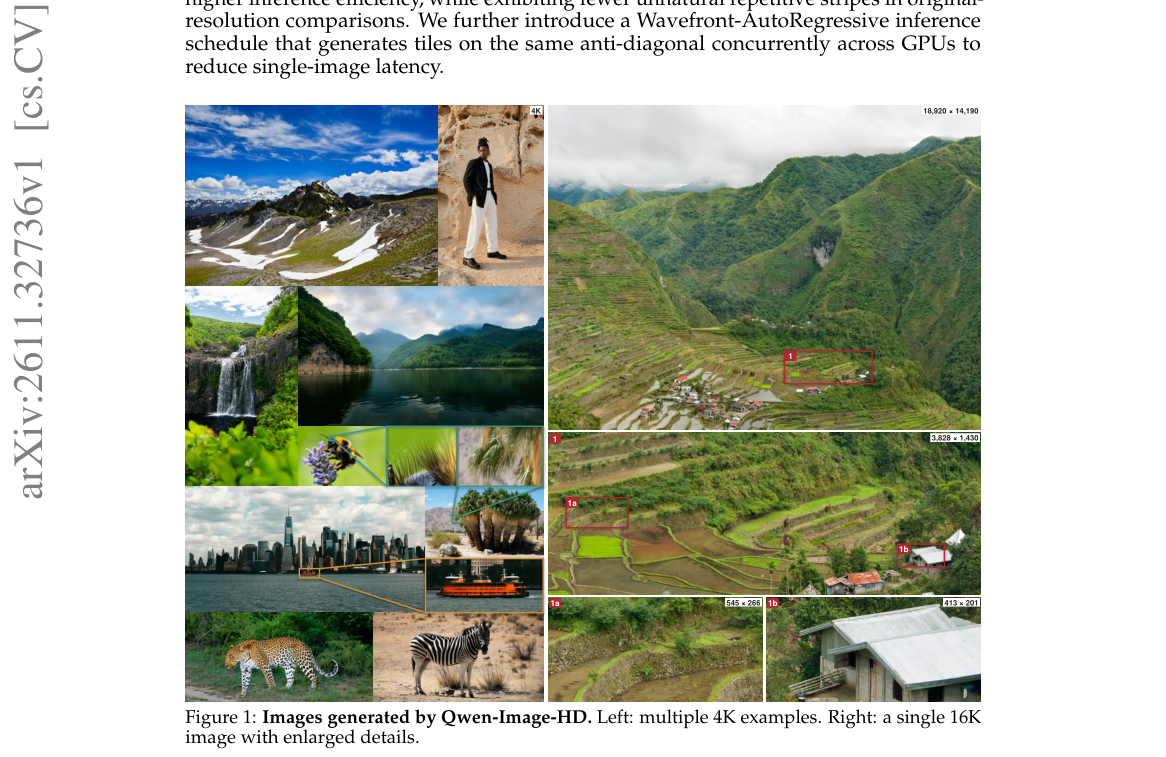 higher inference efficiency, while exhibiting fewer unnatural repetitive stripes in original-
resolution comparisons. We further introduce a Wavefront-AutoRegressive inference
schedule that generates tiles on the same anti-diagonal concurrently across GPUs to
reduce single-image latency.
arXiv:2611.32736v1 [cs.CV]
4K
18,920 × 14,190
1
1
3,828 × 1,430
1a
1b
1a
545 × 266
1b
413 × 201
Figure 1: Images generated by Qwen-Image-HD. Left: multiple 4K examples. Right: a single 16K
image with enlarged details.